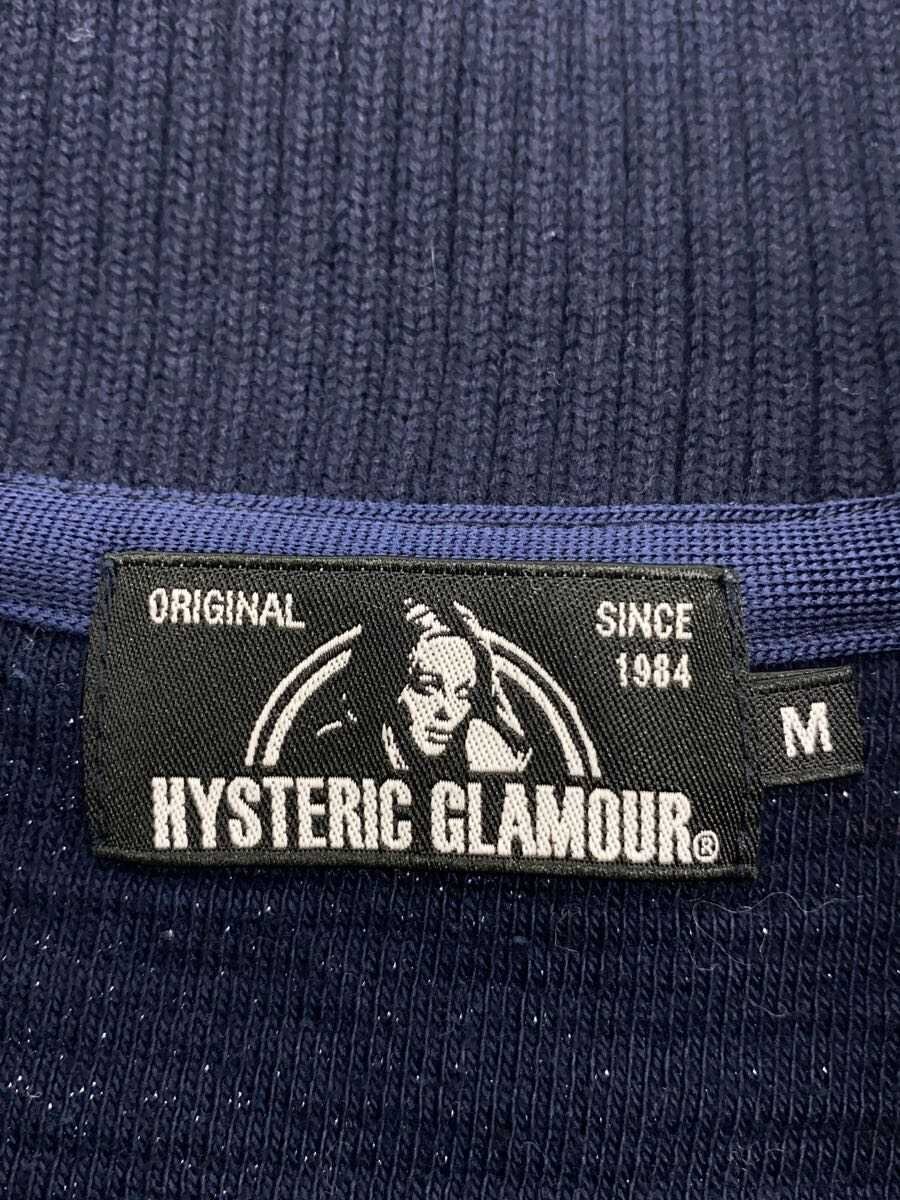 ORIGINAL
SINCE
1984
HYSTERIC GLAMOUR®
M